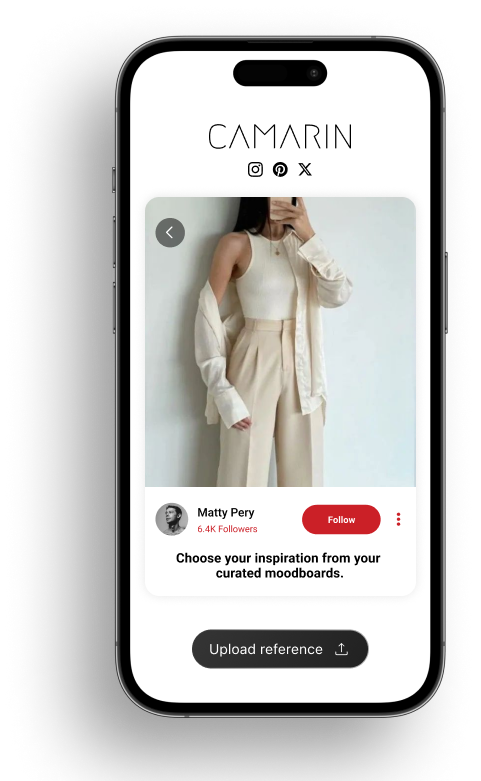 CAMARIN
Matty Pery
6.4K Followers
Follow
Choose your inspiration from your
curated moodboards.
Upload reference